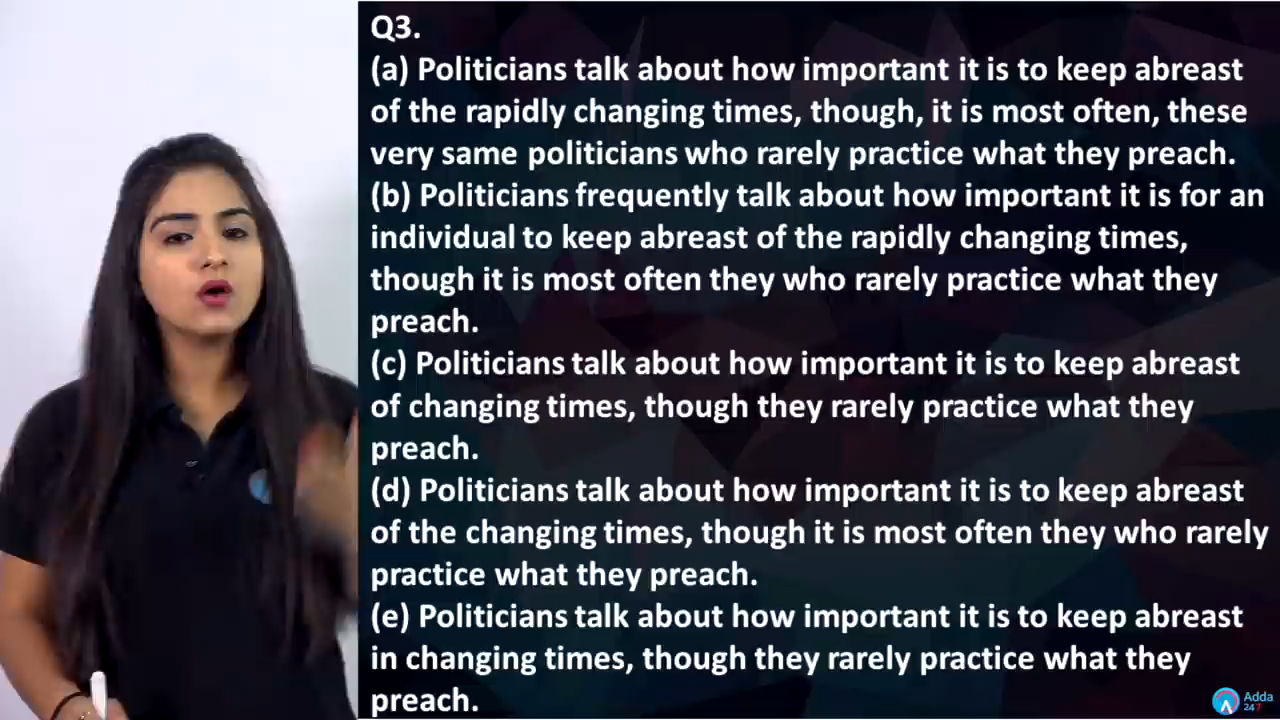 Q3.
(a) Politicians talk about how important it is to keep abreast
of the rapidly changing times, though, it is most often, these
very same politicians who rarely practice what they preach.
(b) Politicians frequently talk about how important it is for an
individual to keep abreast of the rapidly changing times,
though it is most often they who rarely practice what they
preach.
(c) Politicians talk about how important it is to keep abreast
of changing times, though they rarely practice what they
preach.
(d) Politicians talk about how important it is to keep abreast
of the changing times, though it is most often they who rarely
practice what they preach.
(e) Politicians talk about how important it is to keep abreast
in changing times, though they rarely practice what they
preach.
Adda
247